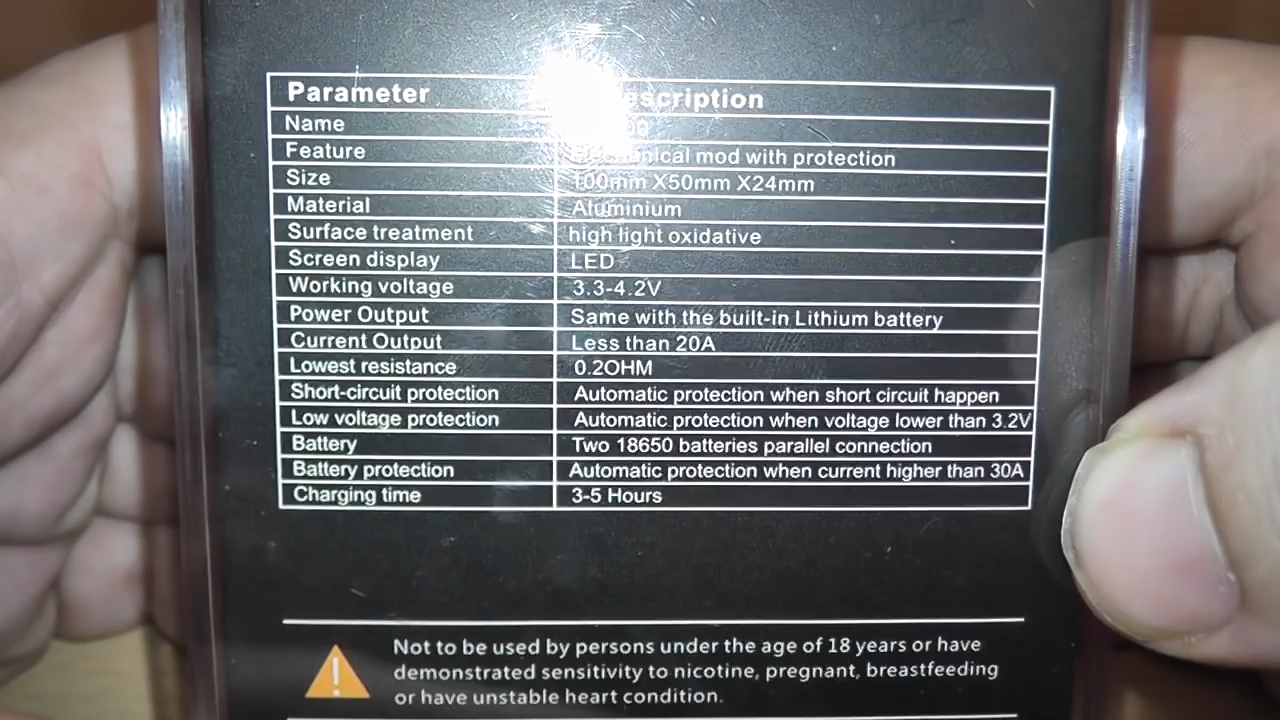 Parameter
Name
Feature mod with protection
Size 100mm X50mm X24mm
Material Aluminium
Surface treatment high light oxidative
Screen display LED
Working voltage 3.3-4.2V
Power Output Same with the built-in Lithium battery
Current Output Less than 20A
Lowest resistance 0.2OHM
Short-circuit protection Automatic protection when short circuit happen
Low voltage protection Automatic protection when voltage lower than 3.2V
Battery Two 18650 batteries parallel connection
Battery protection Automatic protection when current higher than 30A
Charging time 3-5 Hours
Not to be used by persons under the age of 18 years or have
demonstrated sensitivity to nicotine, pregnant, breastfeeding
or have unstable heart condition.